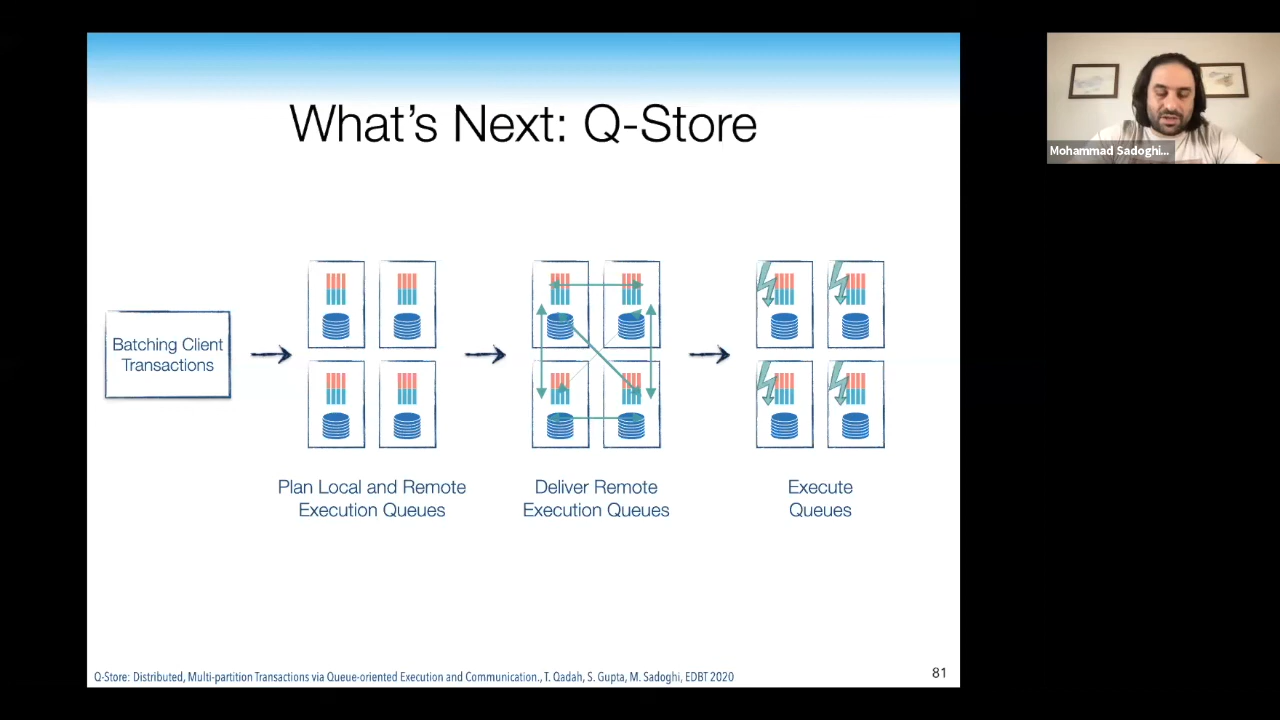 What's Next: Q-Store
Mohammad Sadoghi...
Batching Client
Transactions
Plan Local and Remote
Execution Queues
Deliver Remote
Execution Queues
Execute
Queues
Q-Store: Distributed, Multi-partition Transactions via Queue-oriented Execution and Communication., T. Qadah, S. Gupta, M. Sadoghi, EDBT 2020
81